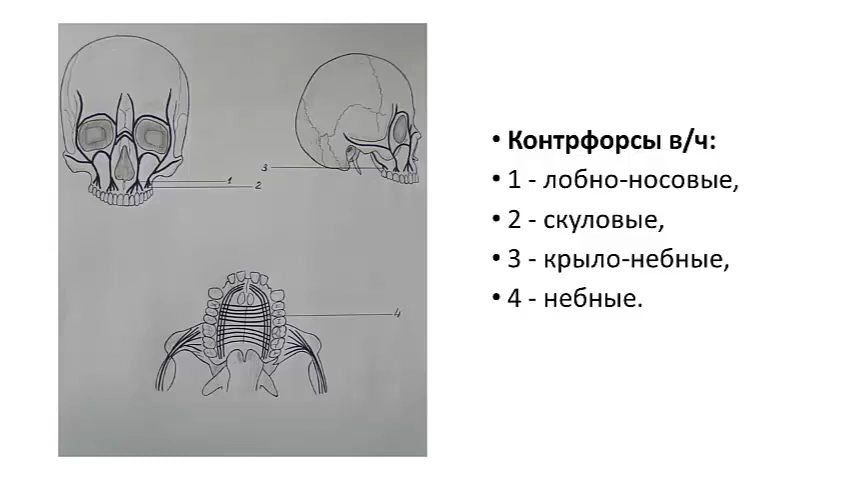 1
2
3
4
• Контрфорсы в/ч:
• 1 - лобно-носовые,
• 2 - скуловые,
• 3 - крыло-небные,
• 4 - небные.